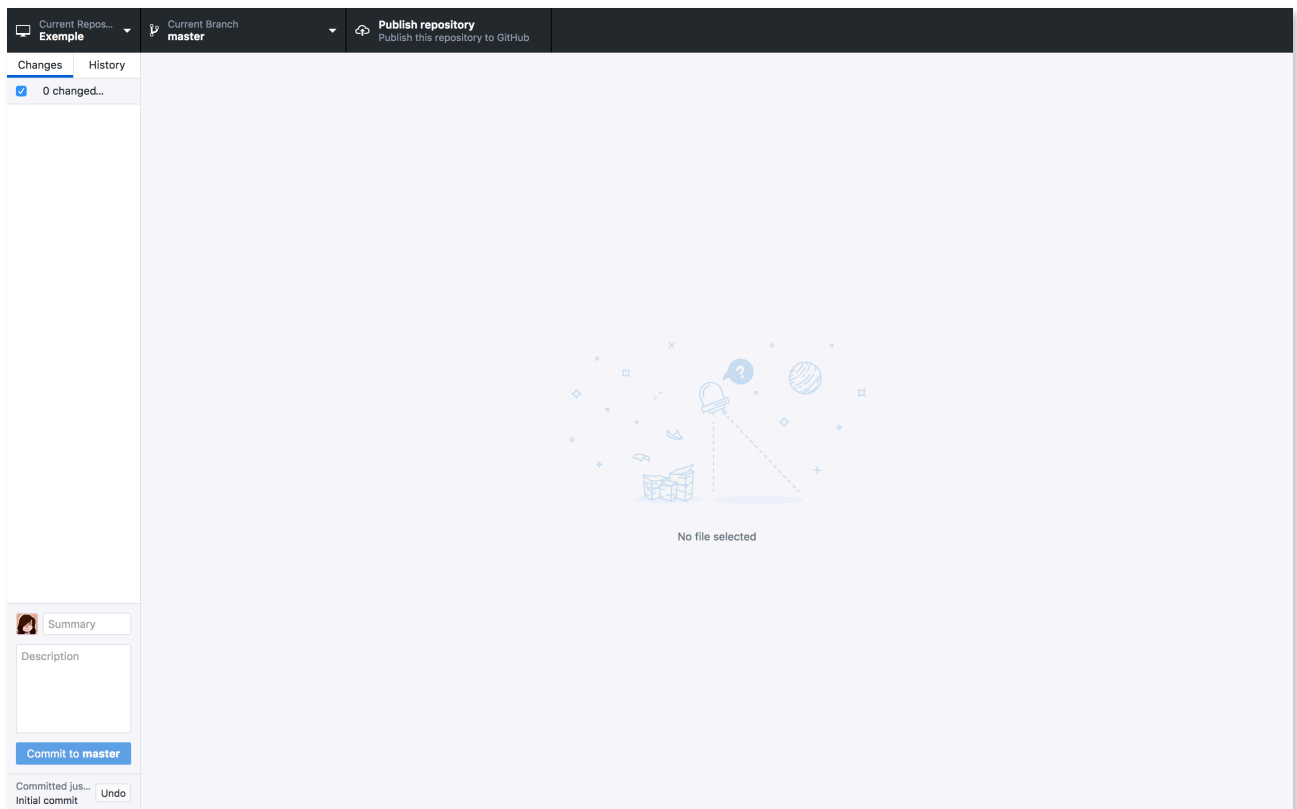 Current Repos...
Exemple
Current Branch
master
Publish repository
Publish this repository to GitHub
Changes
History
0 changed...
?
No file selected
Summary
Description
Commit to master
Committed jus...
Initial commit
Undo